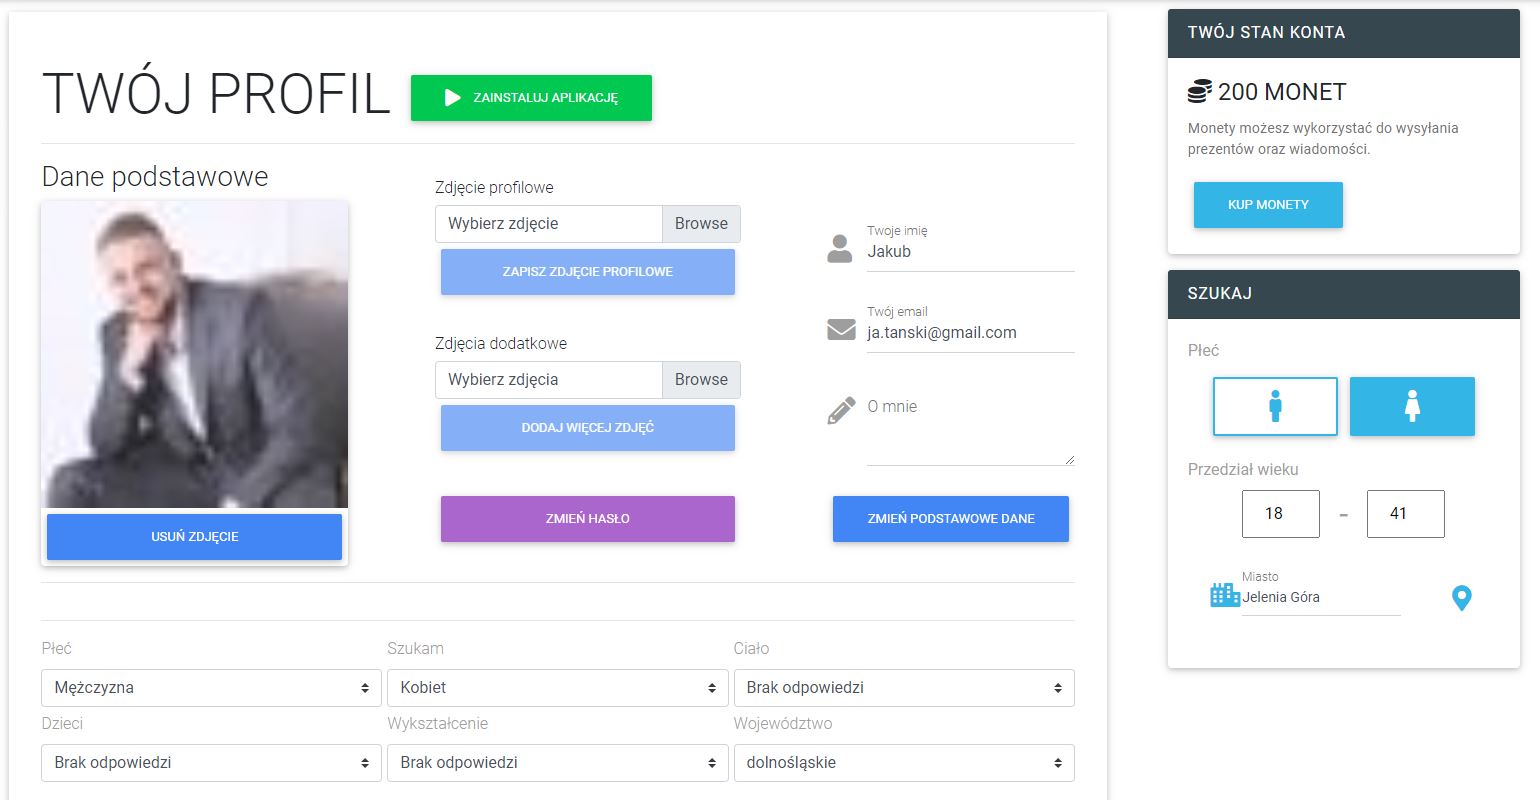 TWÓJ PROFIL
ZAINSTALUJ APLIKACJĘ
Dane podstawowe
USUŃ ZDJĘCIE
Zdjęcie profilowe
Wybierz zdjęcie
Browse
ZAPISZ ZDJĘCIE PROFILOWE
Zdjęcia dodatkowe
Wybierz zdjęcia
Browse
DODAJ WIĘCEJ ZDJĘĆ
ZMIEŃ HASŁO
Twoje imię
Jakub
Twój email
ja.tanski@gmail.com
O mnie
ZMIEŃ PODSTAWOWE DANE
Płeć
Szukam
Ciało
Mężczyzna
Kobiet
Brak odpowiedzi
Dzieci
Wykształcenie
Województwo
Brak odpowiedzi
Brak odpowiedzi
dolnośląskie
TWÓJ STAN KONTA
200 MONET
Monety możesz wykorzystać do wysyłania
prezentów oraz wiadomości.
KUP MONETY
SZUKAJ
Płeć
Przedział wieku
18 - 41
Miasto
Jelenia Góra